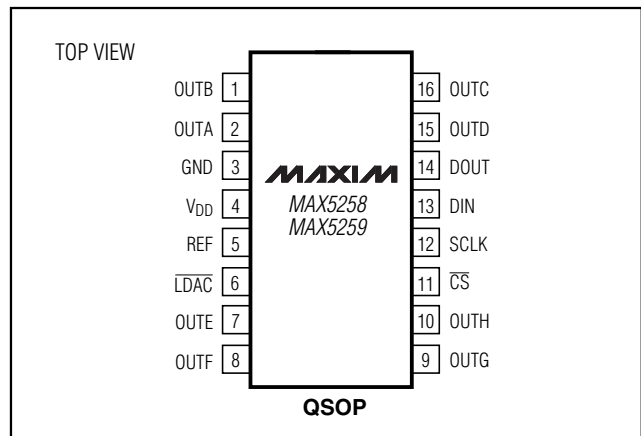 TOP VIEW
OUTB 1
OUTA 2
GND 3
VDD 4
REF 5
LDAC 6
OUTE 7
OUTF 8
MAXIM
MAX5258
MAX5259
16 OUTC
15 OUTD
14 DOUT
13 DIN
12 SCLK
11 CS
10 OUTH
9 OUTG
QSOP